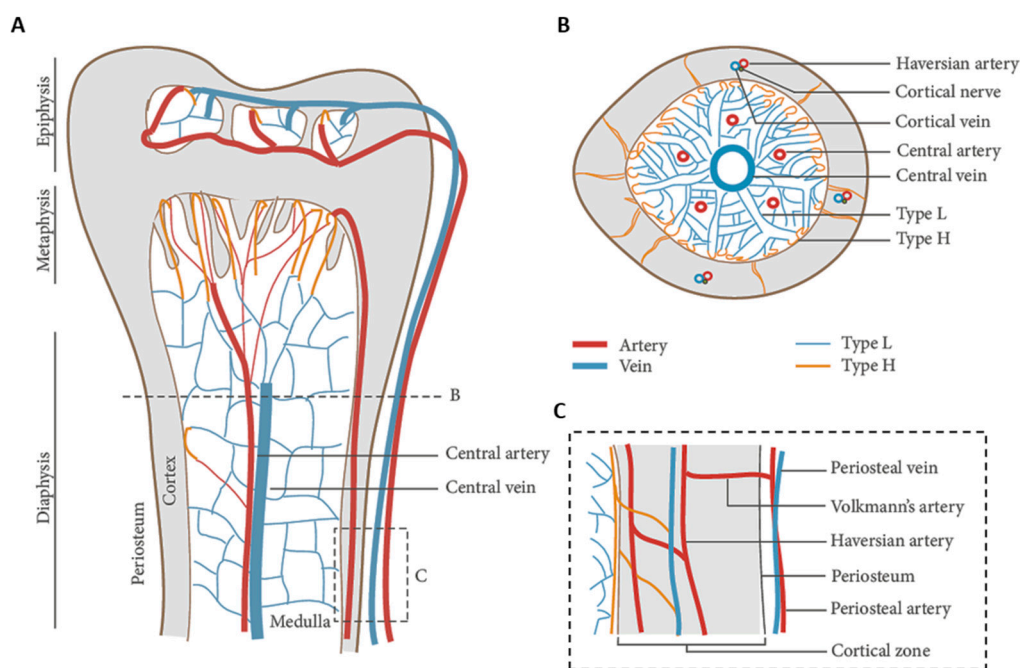 A
Epiphysis
Metaphysis
Diaphysis
Periosteum
Cortex
B
Central artery
Central vein
C
Medulla
B
Haversian artery
Cortical nerve
Cortical vein
Central artery
Central vein
Type L
Type H
Artery
Vein
Type L
Type H
C
Periosteal vein
Volkmann's artery
Haversian artery
Periosteum
Periosteal artery
Cortical zone